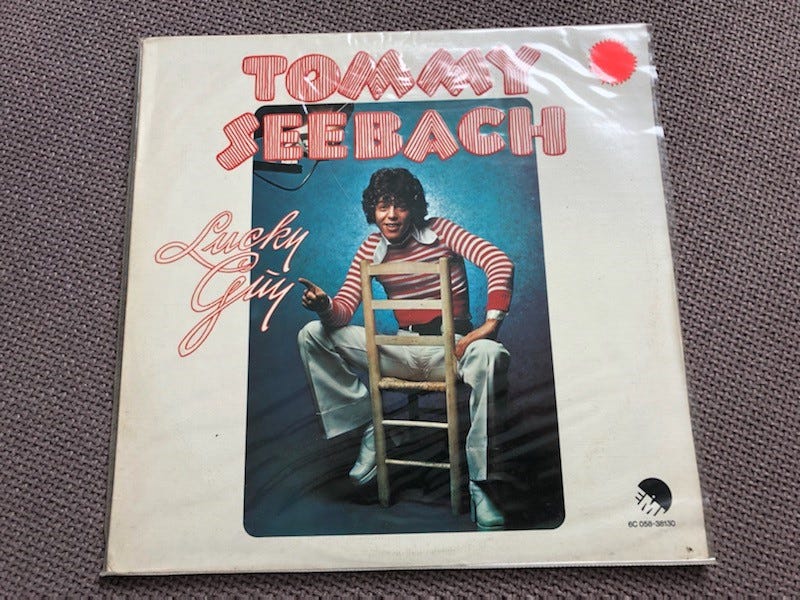 TOMMY
SEEBACH
Lucky
Guy
EMI
6C 058-38130